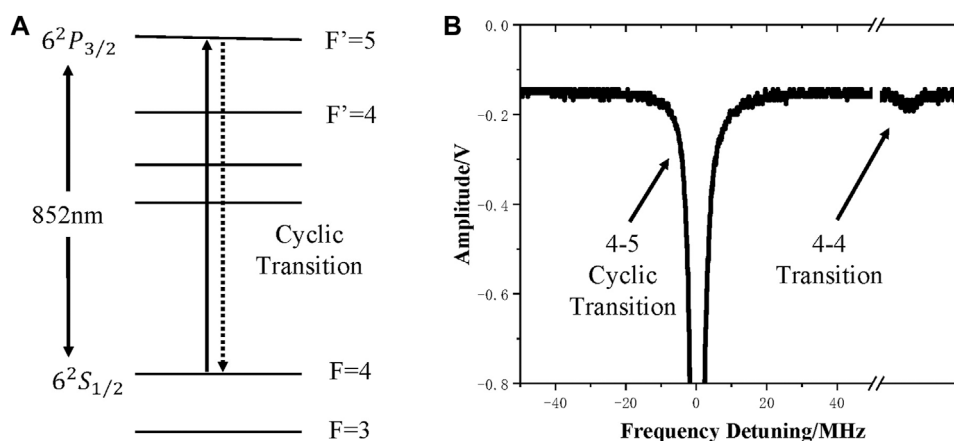 A
6²P₃/₂
F'=5
F'=4
852nm
Cyclic
Transition
6²S₁/₂
F=4
F=3
B
0.0
-0.2
-0.4
-0.6
-0.8
Amplitude/V
4-5
Cyclic
Transition
4-4
Transition
-40 -20 0 20 40
Frequency Detuning/MHz